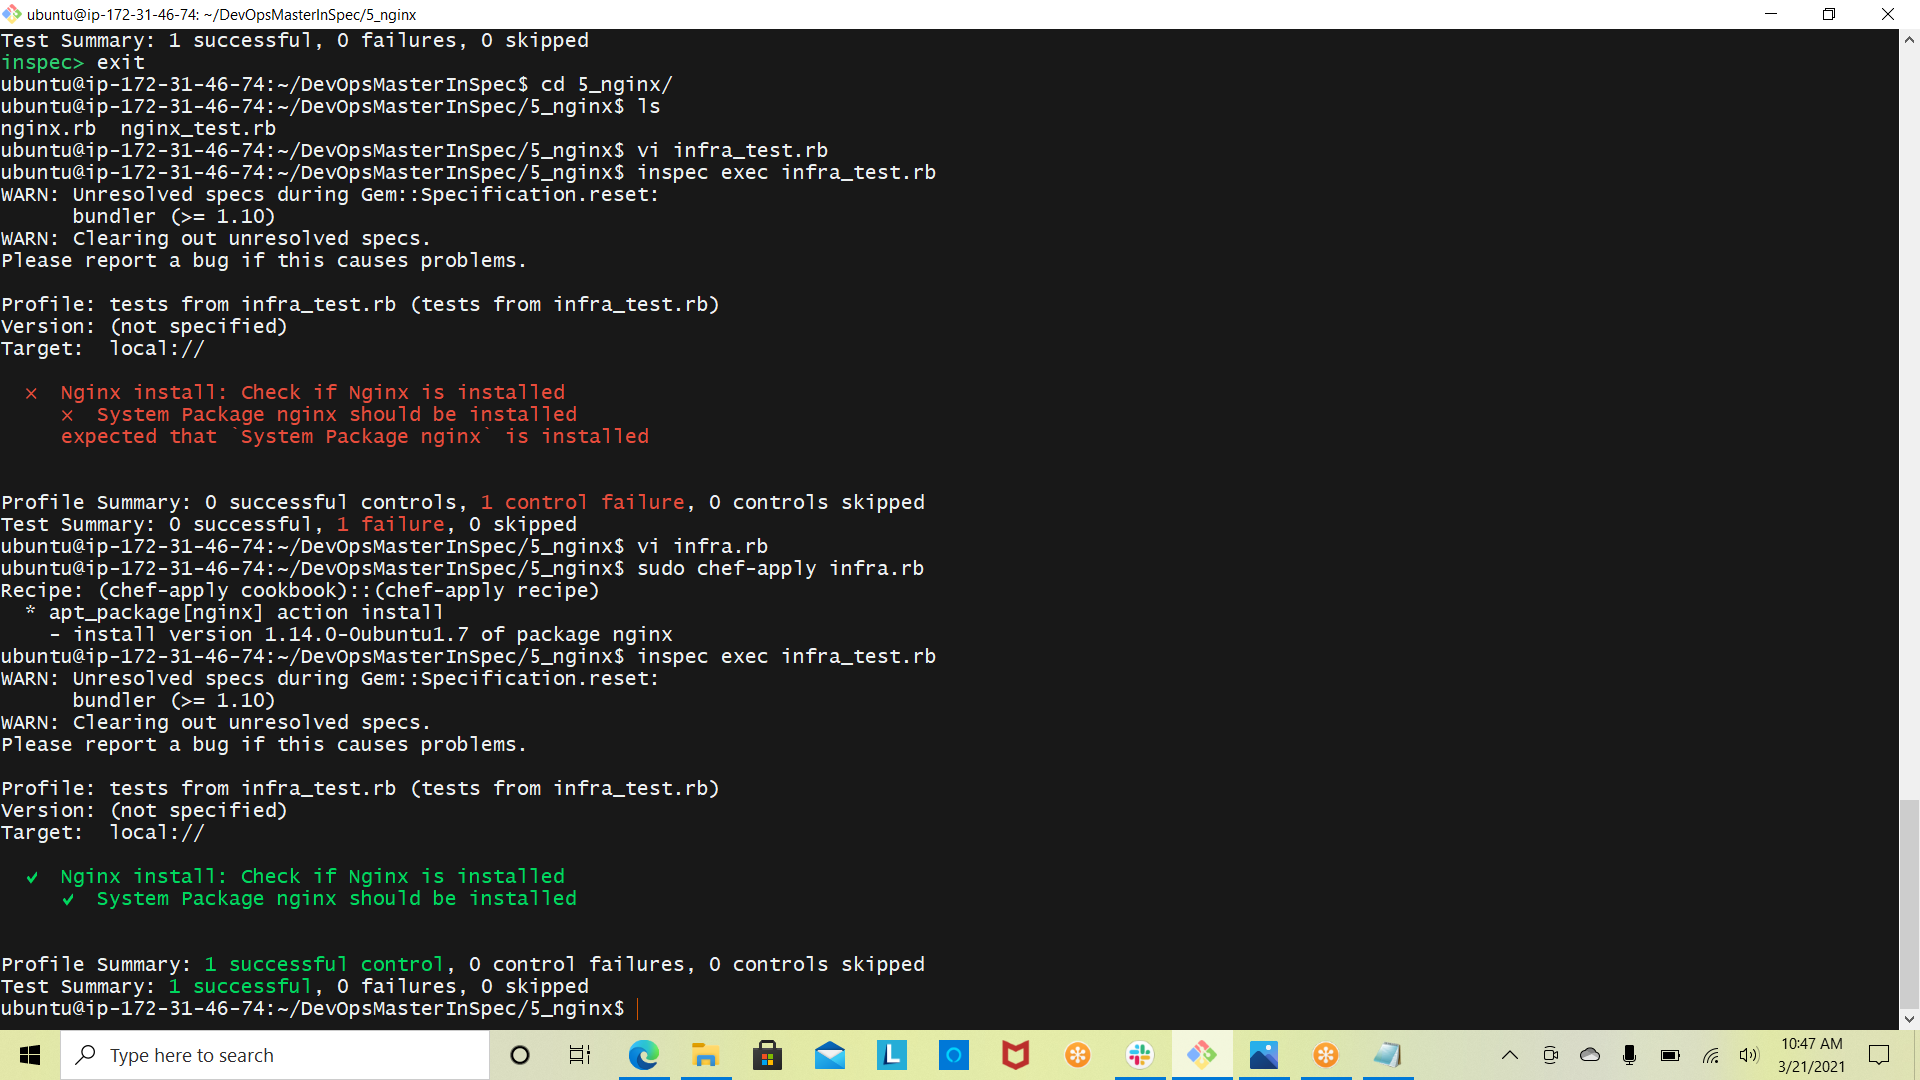 ubuntu@ip-172-31-46-74: ~/DevOpsMasterInSpec/5_nginx
Test Summary: 1 successful, 0 failures, 0 skipped
inspec> exit
ubuntu@ip-172-31-46-74:~/DevOpsMasterInSpec$ cd 5_nginx/
ubuntu@ip-172-31-46-74:~/DevOpsMasterInSpec/5_nginx$ ls
nginx.rb  nginx_test.rb
ubuntu@ip-172-31-46-74:~/DevOpsMasterInSpec/5_nginx$ vi infra_test.rb
ubuntu@ip-172-31-46-74:~/DevOpsMasterInSpec/5_nginx$ inspec exec infra_test.rb
WARN: Unresolved specs during Gem::Specification.reset:
      bundler (>= 1.10)
WARN: Clearing out unresolved specs.
Please report a bug if this causes problems.
Profile: tests from infra_test.rb (tests from infra_test.rb)
Version: (not specified)
Target:  local://
  ×  Nginx install: Check if Nginx is installed
     ×  System Package nginx should be installed
     expected that `System Package nginx` is installed
Profile Summary: 0 successful controls, 1 control failure, 0 controls skipped
Test Summary: 0 successful, 1 failure, 0 skipped
ubuntu@ip-172-31-46-74:~/DevOpsMasterInSpec/5_nginx$ vi infra.rb
ubuntu@ip-172-31-46-74:~/DevOpsMasterInSpec/5_nginx$ sudo chef-apply infra.rb
Recipe: (chef-apply cookbook)::(chef-apply recipe)
  * apt_package[nginx] action install
    - install version 1.14.0-0ubuntu1.7 of package nginx
ubuntu@ip-172-31-46-74:~/DevOpsMasterInSpec/5_nginx$ inspec exec infra_test.rb
WARN: Unresolved specs during Gem::Specification.reset:
      bundler (>= 1.10)
WARN: Clearing out unresolved specs.
Please report a bug if this causes problems.
Profile: tests from infra_test.rb (tests from infra_test.rb)
Version: (not specified)
Target:  local://
  ✔  Nginx install: Check if Nginx is installed
     ✔  System Package nginx should be installed
Profile Summary: 1 successful control, 0 control failures, 0 controls skipped
Test Summary: 1 successful, 0 failures, 0 skipped
ubuntu@ip-172-31-46-74:~/DevOpsMasterInSpec/5_nginx$
Type here to search
L
10:47 AM
3/21/2021